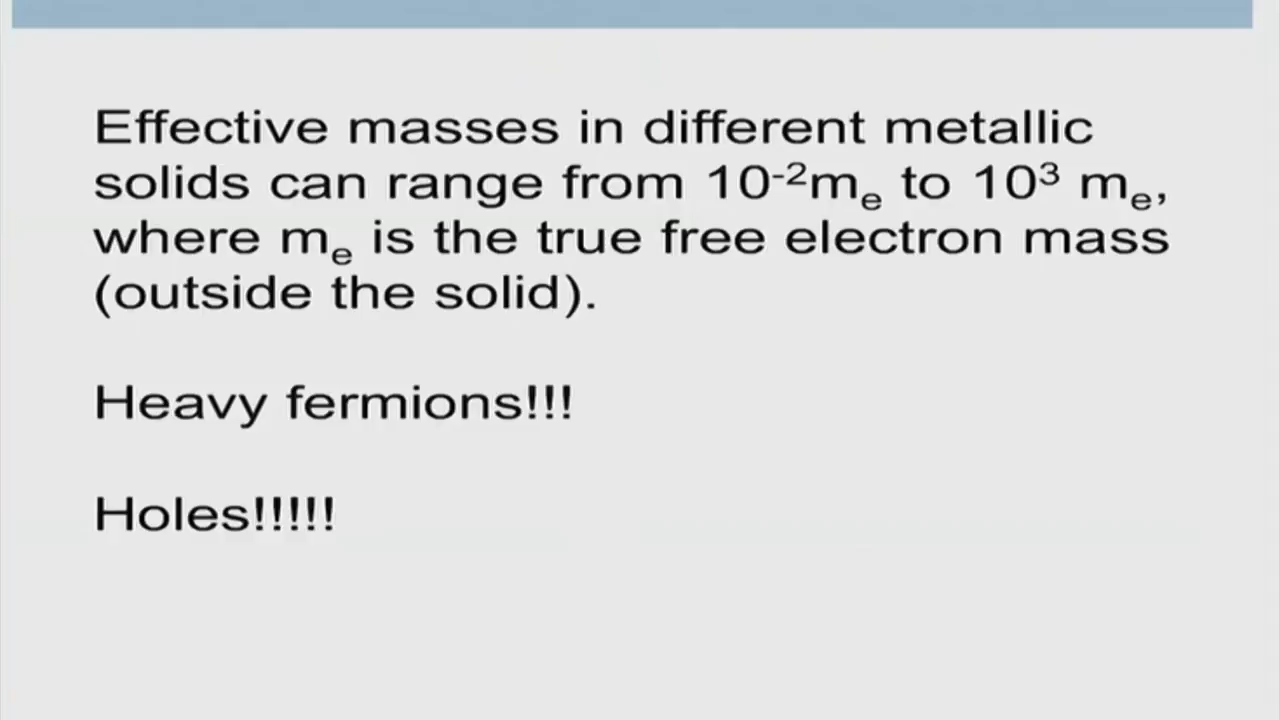 Effective masses in different metallic
solids can range from 10⁻²mₑ to 10³ mₑ,
where mₑ is the true free electron mass
(outside the solid).
Heavy fermions!!!
Holes!!!!!